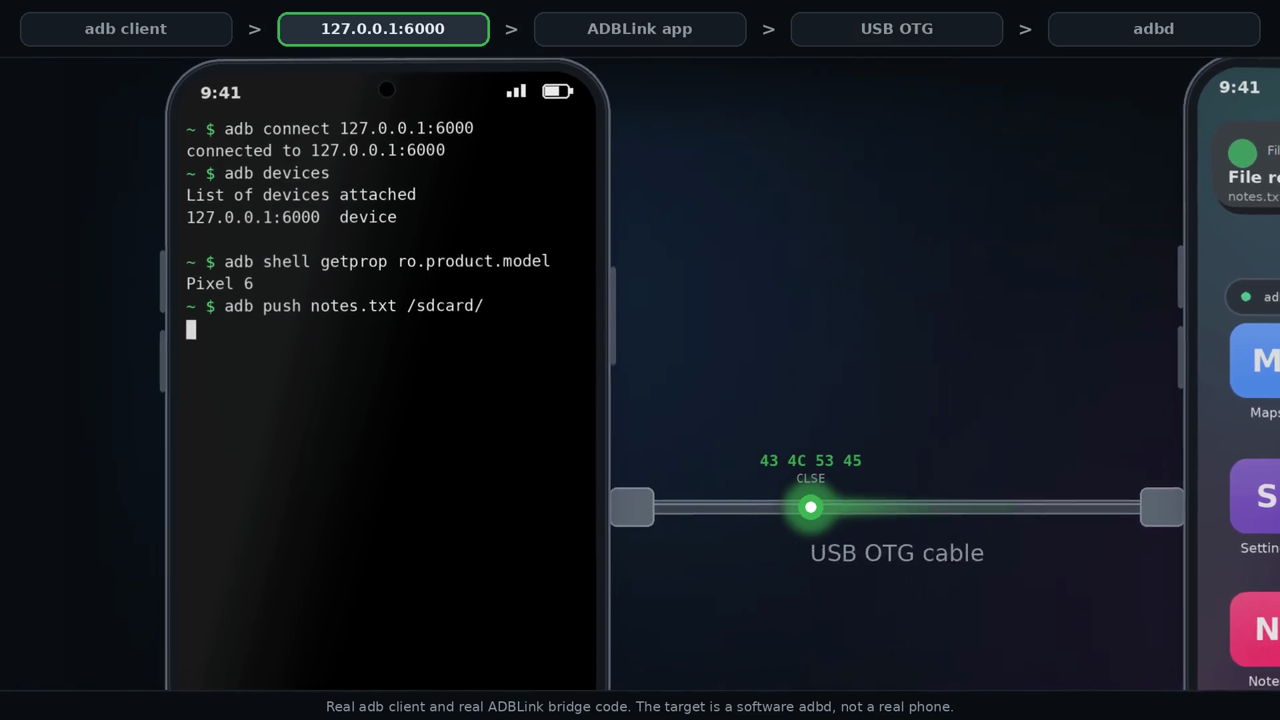 adb client > 127.0.0.1:6000 > ADBLink app > USB OTG > adbd
9:41
~ $ adb connect 127.0.0.1:6000
connected to 127.0.0.1:6000
~ $ adb devices
List of devices attached
127.0.0.1:6000  device
~ $ adb shell getprop ro.product.model
Pixel 6
~ $ adb push notes.txt /sdcard/
43 4C 53 45
CLSE
USB OTG cable
9:41
Fil
File re
notes.tx
ad
M
Maps
S
Settin
N
Note
Real adb client and real ADBLink bridge code. The target is a software adbd, not a real phone.